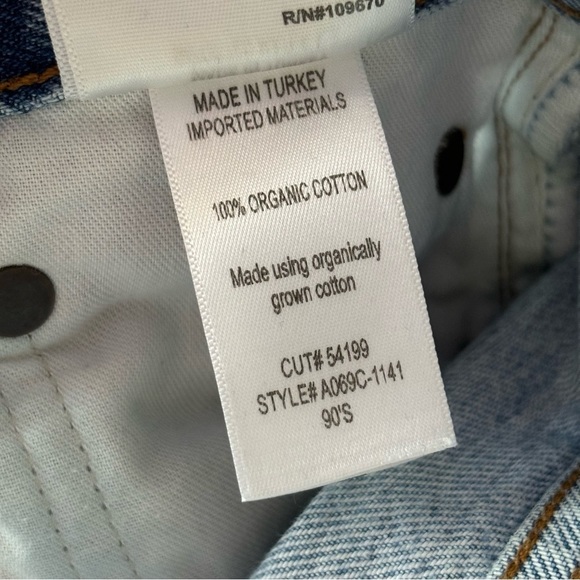 R/N#109670
MADE IN TURKEY
IMPORTED MATERIALS
100% ORGANIC COTTON
Made using organically
grown cotton
CUT# 54199
STYLE# A069C-1141
90'S